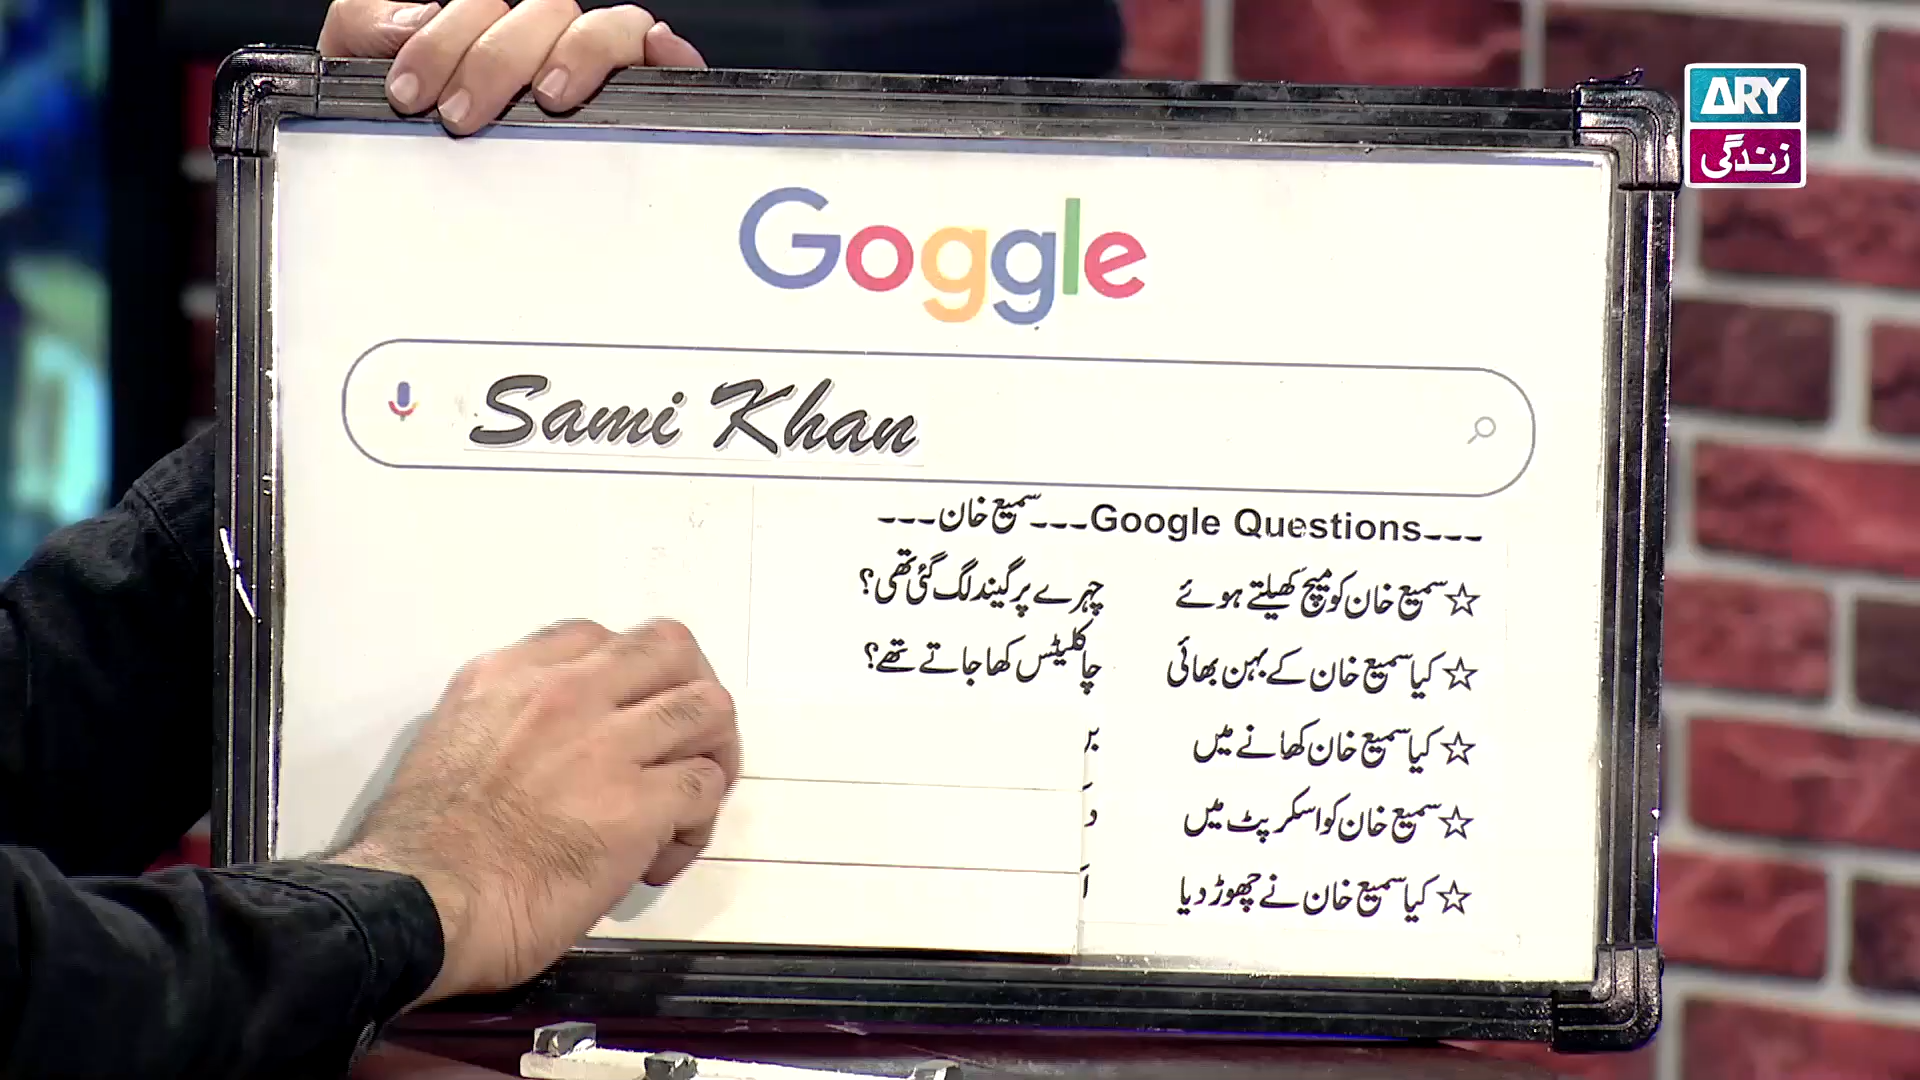 ARY
زندگی
Goggle
Sami Khan
---Google Questions---سمیع خان---
☆ سمیع خان کو میچ کھیلتے ہوئے چہرے پر گیند لگ گئی تھی؟
☆ کیا سمیع خان کے بہن بھائی چاکلیٹس کھا جاتے تھے؟
☆ کیا سمیع خان کھانے میں
☆ سمیع خان کو اسکرپٹ میں
☆ کیا سمیع خان نے چھوڑ دیا